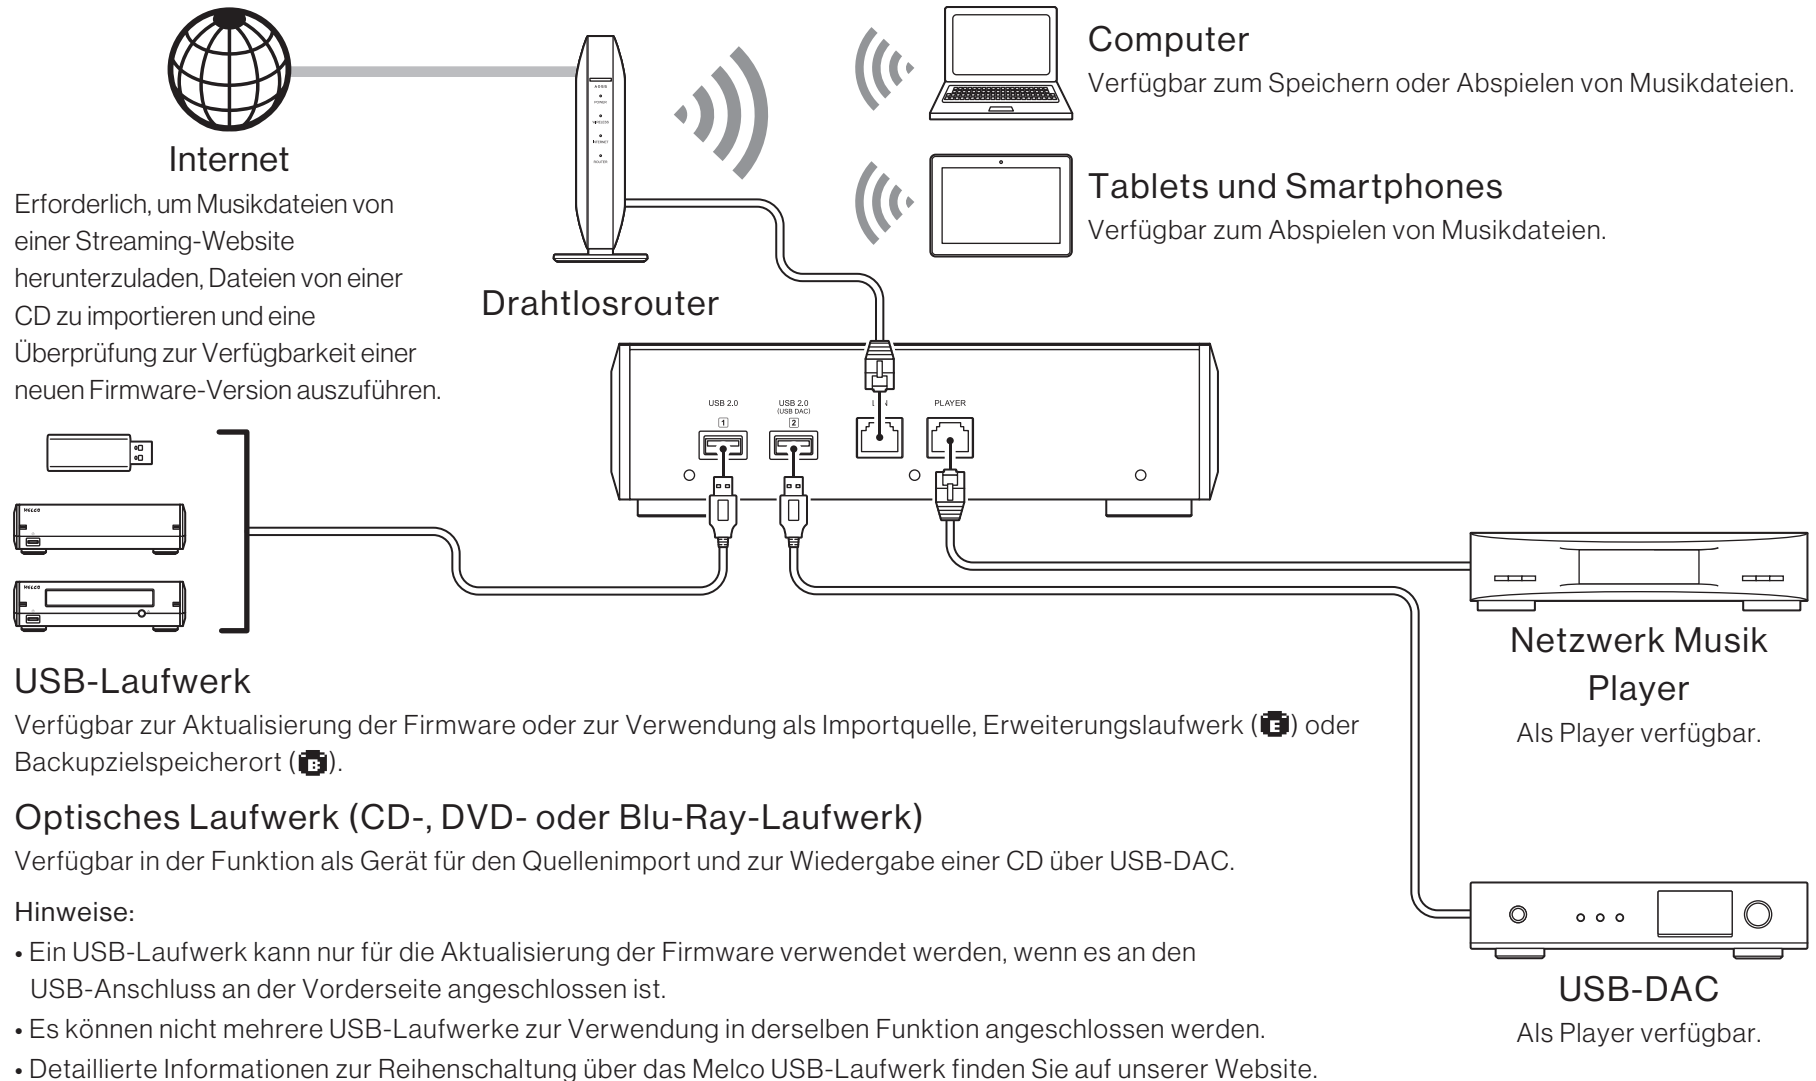 Computer
Verfügbar zum Speichern oder Abspielen von Musikdateien.
Internet
Erforderlich, um Musikdateien von
einer Streaming-Website
herunterzuladen, Dateien von einer
CD zu importieren und eine
Überprüfung zur Verfügbarkeit einer
neuen Firmware-Version auszuführen.
POWER
WIRELESS
INTERNET
ROUTER
Drahtlosrouter
Tablets und Smartphones
Verfügbar zum Abspielen von Musikdateien.
USB 2.0
1
USB 2.0
(USB DAC)
2
PLAYER
MELCO
MELCO
Netzwerk Musik
Player
Als Player verfügbar.
USB-Laufwerk
Verfügbar zur Aktualisierung der Firmware oder zur Verwendung als Importquelle, Erweiterungslaufwerk (E) oder
Backupzielspeicherort (B).
Optisches Laufwerk (CD-, DVD- oder Blu-Ray-Laufwerk)
Verfügbar in der Funktion als Gerät für den Quellenimport und zur Wiedergabe einer CD über USB-DAC.
Hinweise:
• Ein USB-Laufwerk kann nur für die Aktualisierung der Firmware verwendet werden, wenn es an den
USB-Anschluss an der Vorderseite angeschlossen ist.
• Es können nicht mehrere USB-Laufwerke zur Verwendung in derselben Funktion angeschlossen werden.
• Detaillierte Informationen zur Reihenschaltung über das Melco USB-Laufwerk finden Sie auf unserer Website.
USB-DAC
Als Player verfügbar.